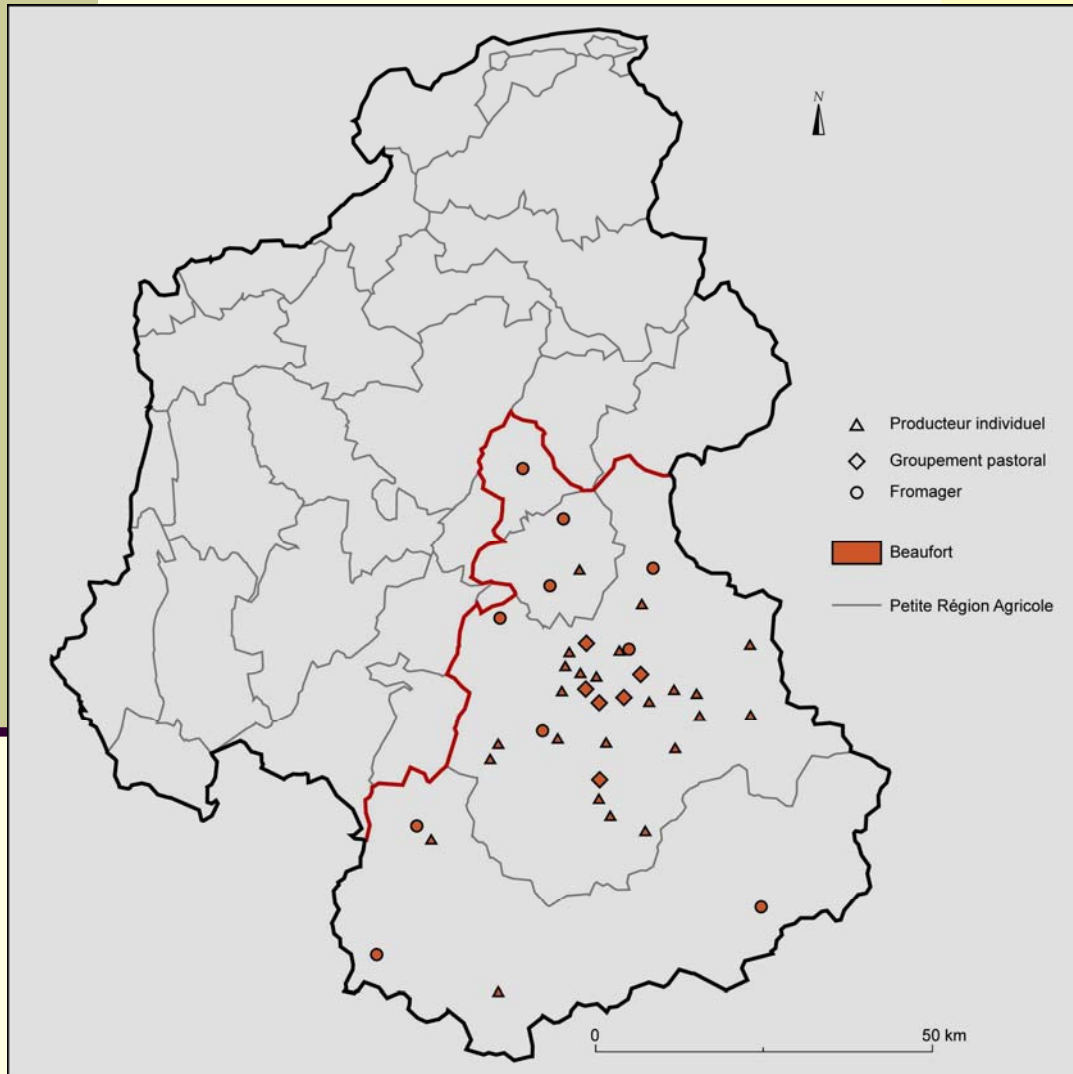 N
Producteur individuel
Groupement pastoral
Fromager
Beaufort
Petite Région Agricole
0 50 km